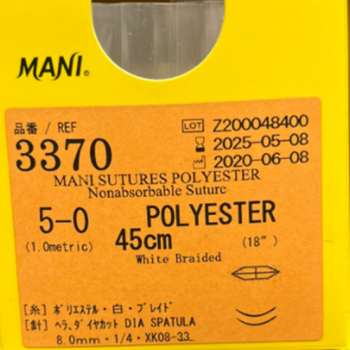 MANI®
品番 / REF
3370
LOT Z200048400
2025-05-08
2020-06-08
MANI SUTURES POLYESTER
Nonabsorbable Suture
5-0 POLYESTER
(1.0metric) 45cm (18″)
White Braided
[糸] ポリエステル・白・ブレイド
[針] ヘラ、ダイヤカット DIA SPATULA
8.0mm・1/4・XK08-33